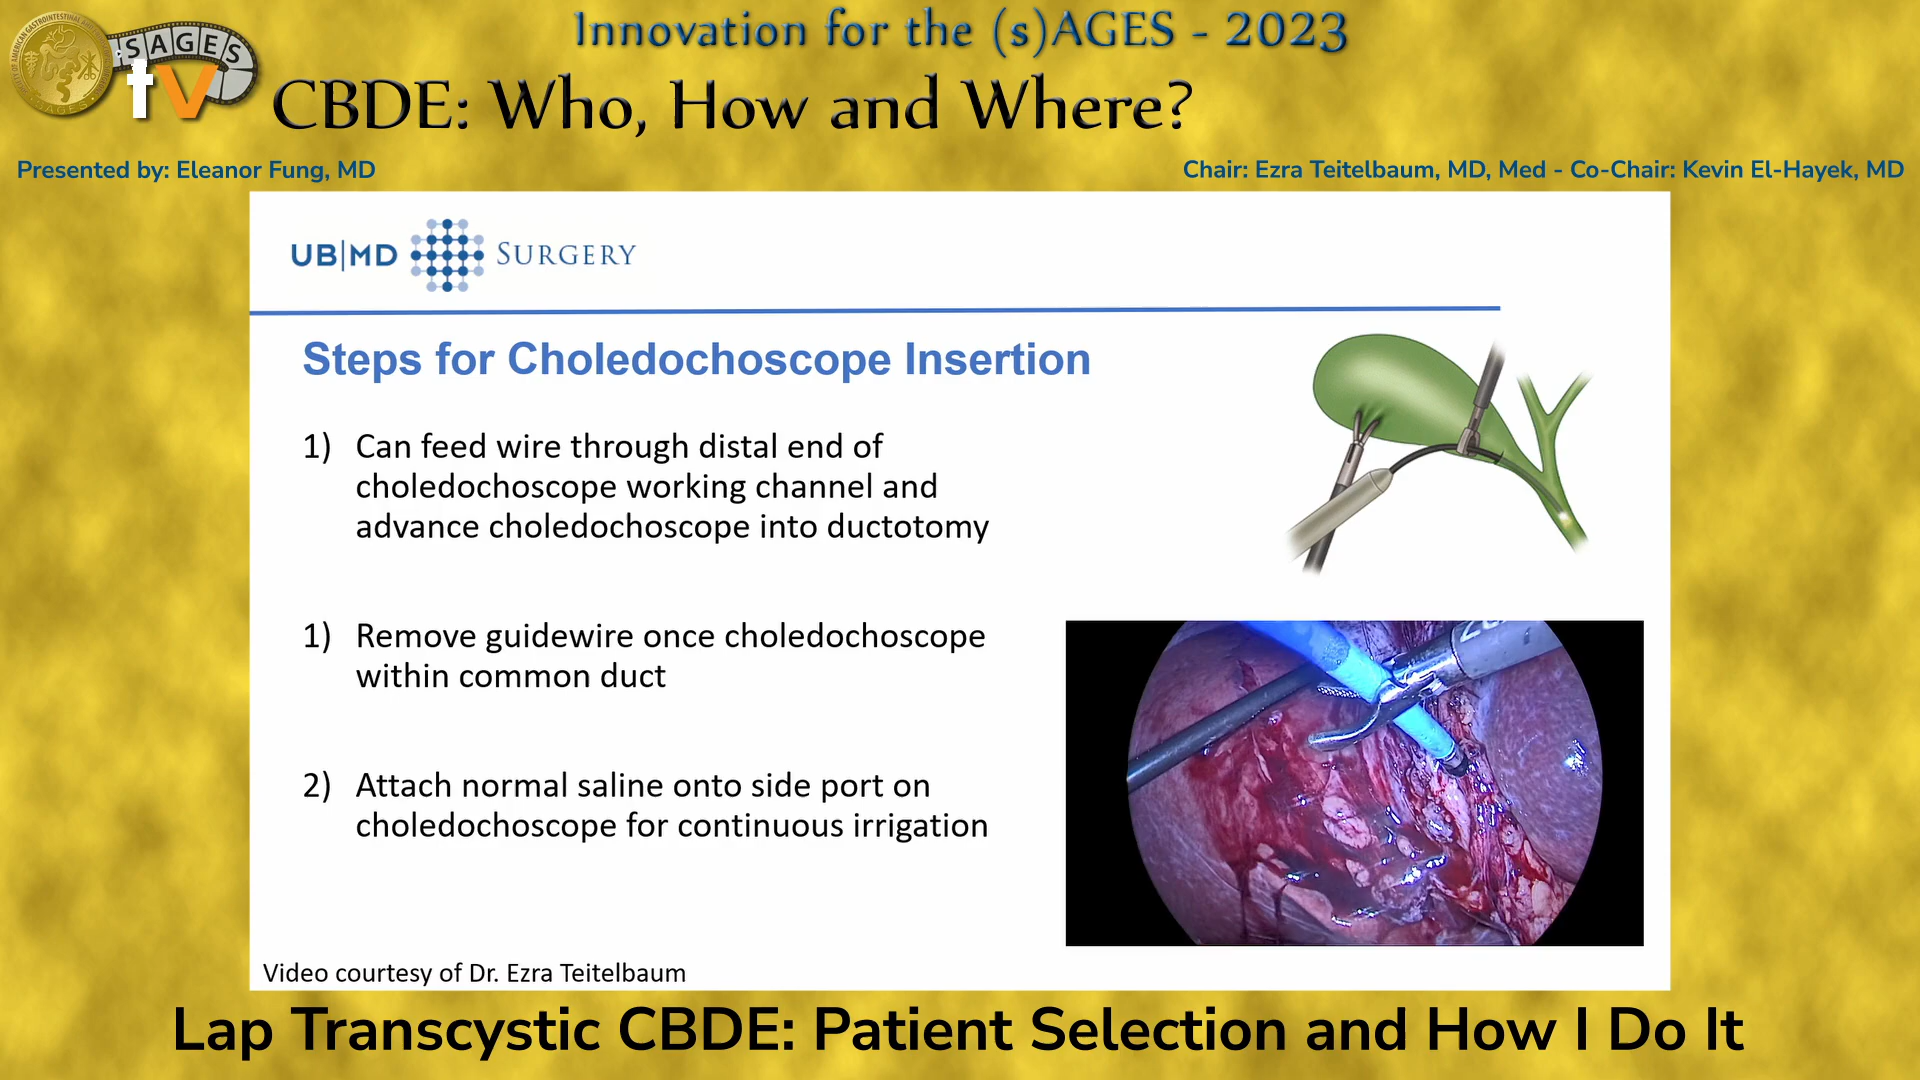 Innovation for the (s)AGES - 2023
SAGES
tv
CBDE: Who, How and Where?
Presented by: Eleanor Fung, MD
Chair: Ezra Teitelbaum, MD, Med - Co-Chair: Kevin El-Hayek, MD
UB|MD SURGERY
Steps for Choledochoscope Insertion
1) Can feed wire through distal end of
choledochoscope working channel and
advance choledochoscope into ductotomy
1) Remove guidewire once choledochoscope
within common duct
2) Attach normal saline onto side port on
choledochoscope for continuous irrigation
Video courtesy of Dr. Ezra Teitelbaum
Lap Transcystic CBDE: Patient Selection and How I Do It